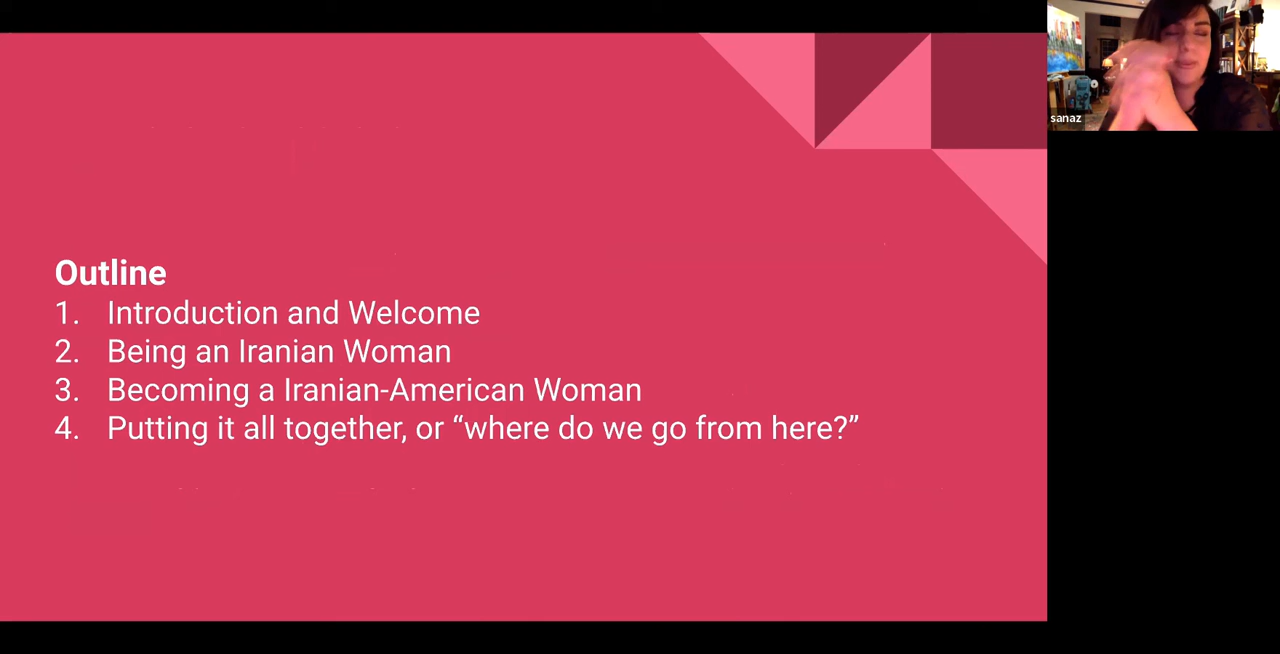 Outline
1. Introduction and Welcome
2. Being an Iranian Woman
3. Becoming a Iranian-American Woman
4. Putting it all together, or “where do we go from here?”
sanaz